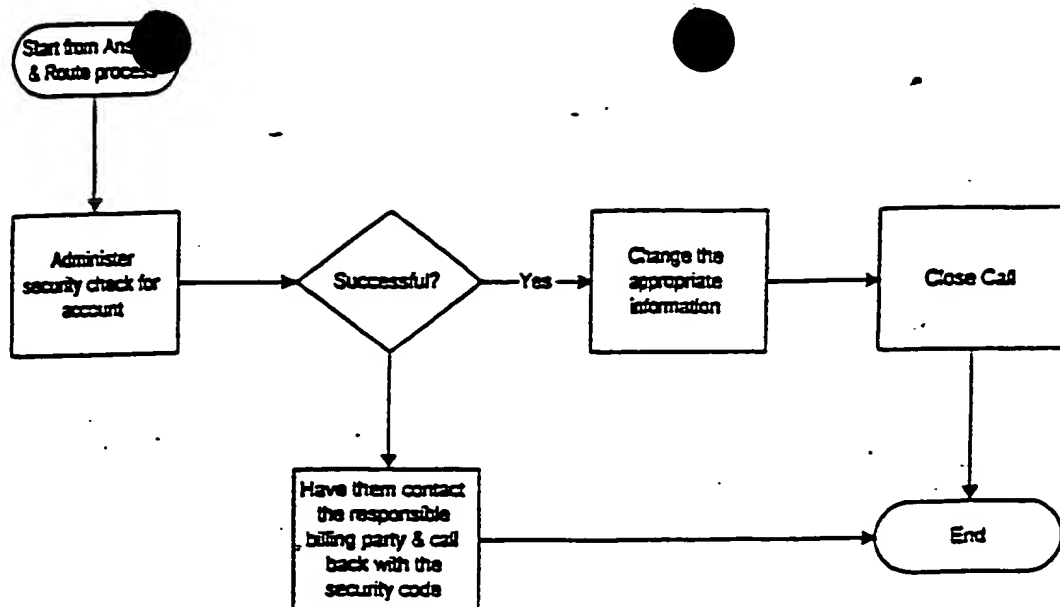 Start from
& Route process
Administer
security check for
account
Successful?
Yes
Change the
appropriate
information
Close Call
Have them contact
the responsible
billing party & call
back with the
security code
End